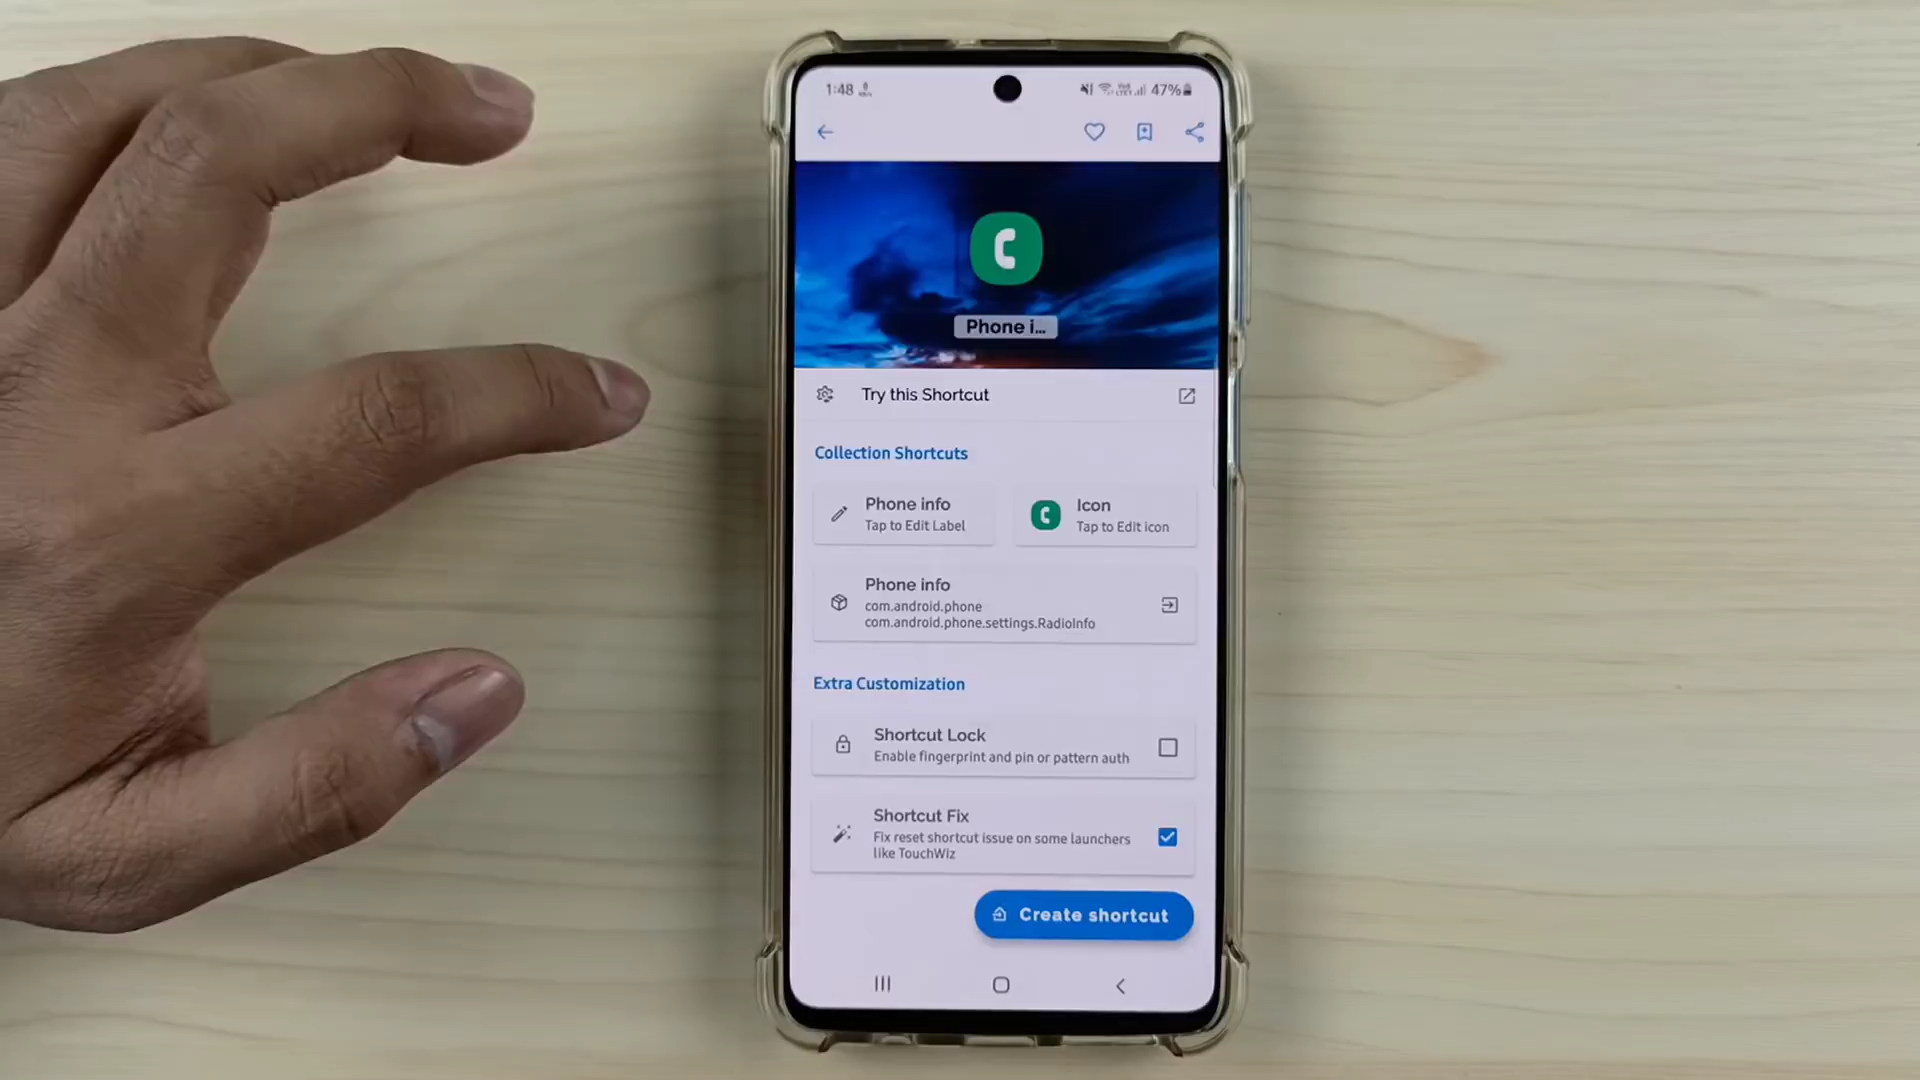 1:48
47%
Phone i...
Try this Shortcut
Collection Shortcuts
Phone info
Tap to Edit Label
Icon
Tap to Edit icon
Phone info
com.android.phone
com.android.phone.settings.RadioInfo
Extra Customization
Shortcut Lock
Enable fingerprint and pin or pattern auth
Shortcut Fix
Fix reset shortcut issue on some launchers
like TouchWiz
Create shortcut